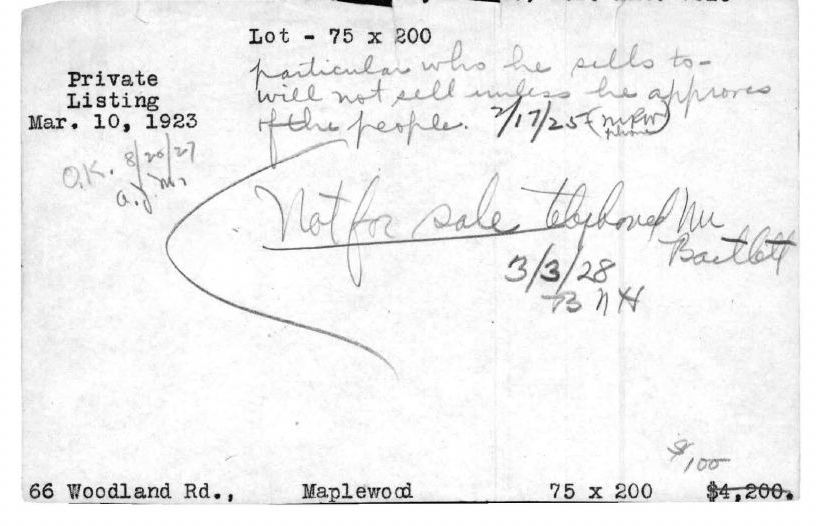 Lot - 75 x 200
particular who he sells to -
Private
will not sell unless he approves
Listing
Mar. 10, 1923
of the people. 2/17/25 (MRW
phone)
O.K. 8/20/27
a.J.M.
Not for sale telephoned Mr
Bartlett
3/3/28
B N H
$/100
66 Woodland Rd., Maplewood 75 x 200 $4,200.